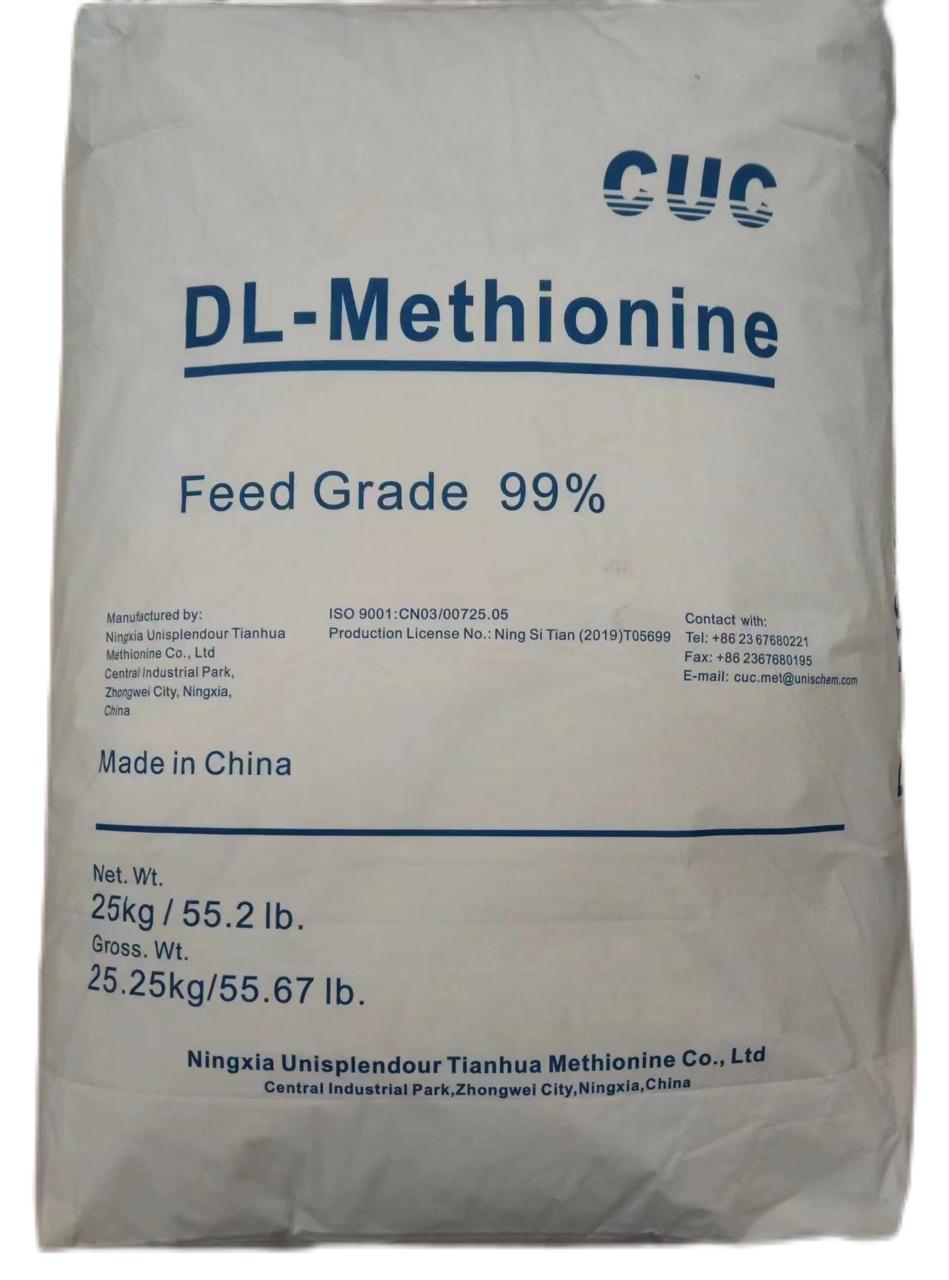 CUC
DL-Methionine
Feed Grade 99%
Manufactured by:
Ningxia Unisplendour Tianhua
Methionine Co., Ltd
Central Industrial Park,
Zhongwei City, Ningxia,
China
ISO 9001:CN03/00725.05
Production License No.: Ning Si Tian (2019)T05699
Contact with:
Tel: +86 23 67680221
Fax: +86 2367680195
E-mail: cuc.met@unischem.com
Made in China
Net. Wt.
25kg / 55.2 lb.
Gross. Wt.
25.25kg/55.67 lb.
Ningxia Unisplendour Tianhua Methionine Co., Ltd
Central Industrial Park,Zhongwei City,Ningxia,China